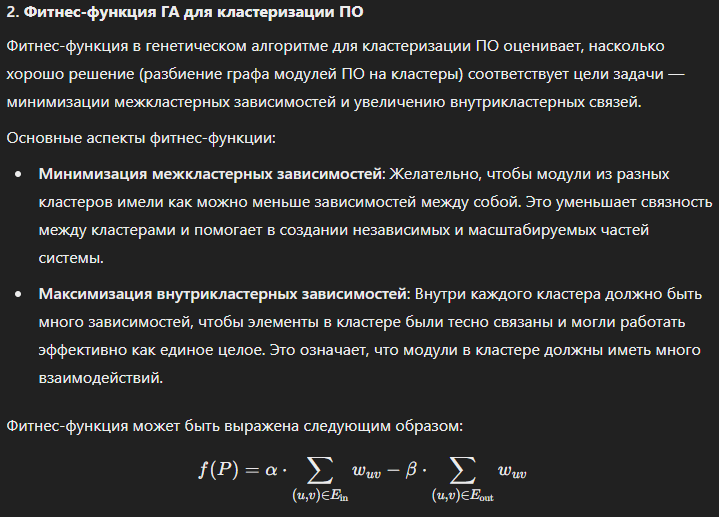 2. Фитнес-функция ГА для кластеризации ПО
Фитнес-функция в генетическом алгоритме для кластеризации ПО оценивает, насколько
хорошо решение (разбиение графа модулей ПО на кластеры) соответствует цели задачи —
минимизации межкластерных зависимостей и увеличению внутрикластерных связей.
Основные аспекты фитнес-функции:
• Минимизация межкластерных зависимостей: Желательно, чтобы модули из разных
кластеров имели как можно меньше зависимостей между собой. Это уменьшает связность
между кластерами и помогает в создании независимых и масштабируемых частей
системы.
• Максимизация внутрикластерных зависимостей: Внутри каждого кластера должно быть
много зависимостей, чтобы элементы в кластере были тесно связаны и могли работать
эффективно как единое целое. Это означает, что модули в кластере должны иметь много
взаимодействий.
Фитнес-функция может быть выражена следующим образом:
f(P) = α · ∑_{(u,v)∈E_in} w_{uv} − β · ∑_{(u,v)∈E_out} w_{uv}